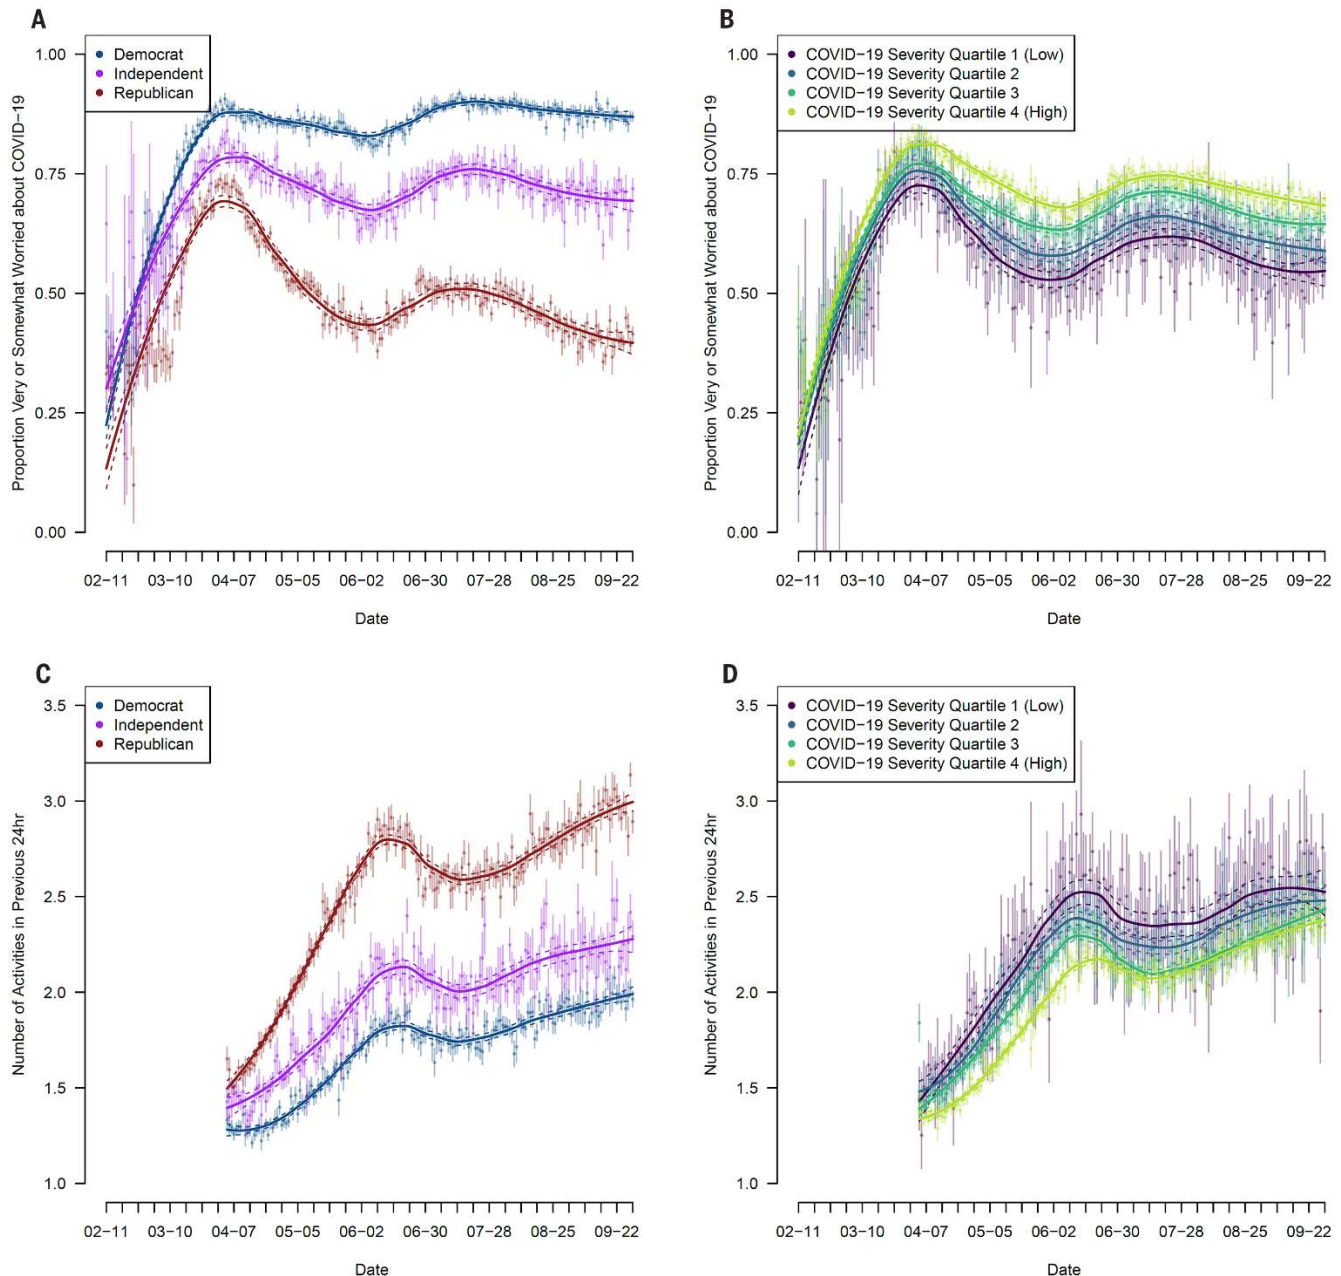 A
Democrat
Independent
Republican
1.00
0.75
0.50
0.25
0.00
Proportion Very or Somewhat Worried about COVID−19
02−11 03−10 04−07 05−05 06−02 06−30 07−28 08−25 09−22
Date
B
COVID−19 Severity Quartile 1 (Low)
COVID−19 Severity Quartile 2
COVID−19 Severity Quartile 3
COVID−19 Severity Quartile 4 (High)
1.00
0.75
0.50
0.25
0.00
Proportion Very or Somewhat Worried about COVID−19
02−11 03−10 04−07 05−05 06−02 06−30 07−28 08−25 09−22
Date
C
Democrat
Independent
Republican
3.5
3.0
2.5
2.0
1.5
1.0
Number of Activities in Previous 24hr
02−11 03−10 04−07 05−05 06−02 06−30 07−28 08−25 09−22
Date
D
COVID−19 Severity Quartile 1 (Low)
COVID−19 Severity Quartile 2
COVID−19 Severity Quartile 3
COVID−19 Severity Quartile 4 (High)
3.5
3.0
2.5
2.0
1.5
1.0
Number of Activities in Previous 24hr
02−11 03−10 04−07 05−05 06−02 06−30 07−28 08−25 09−22
Date